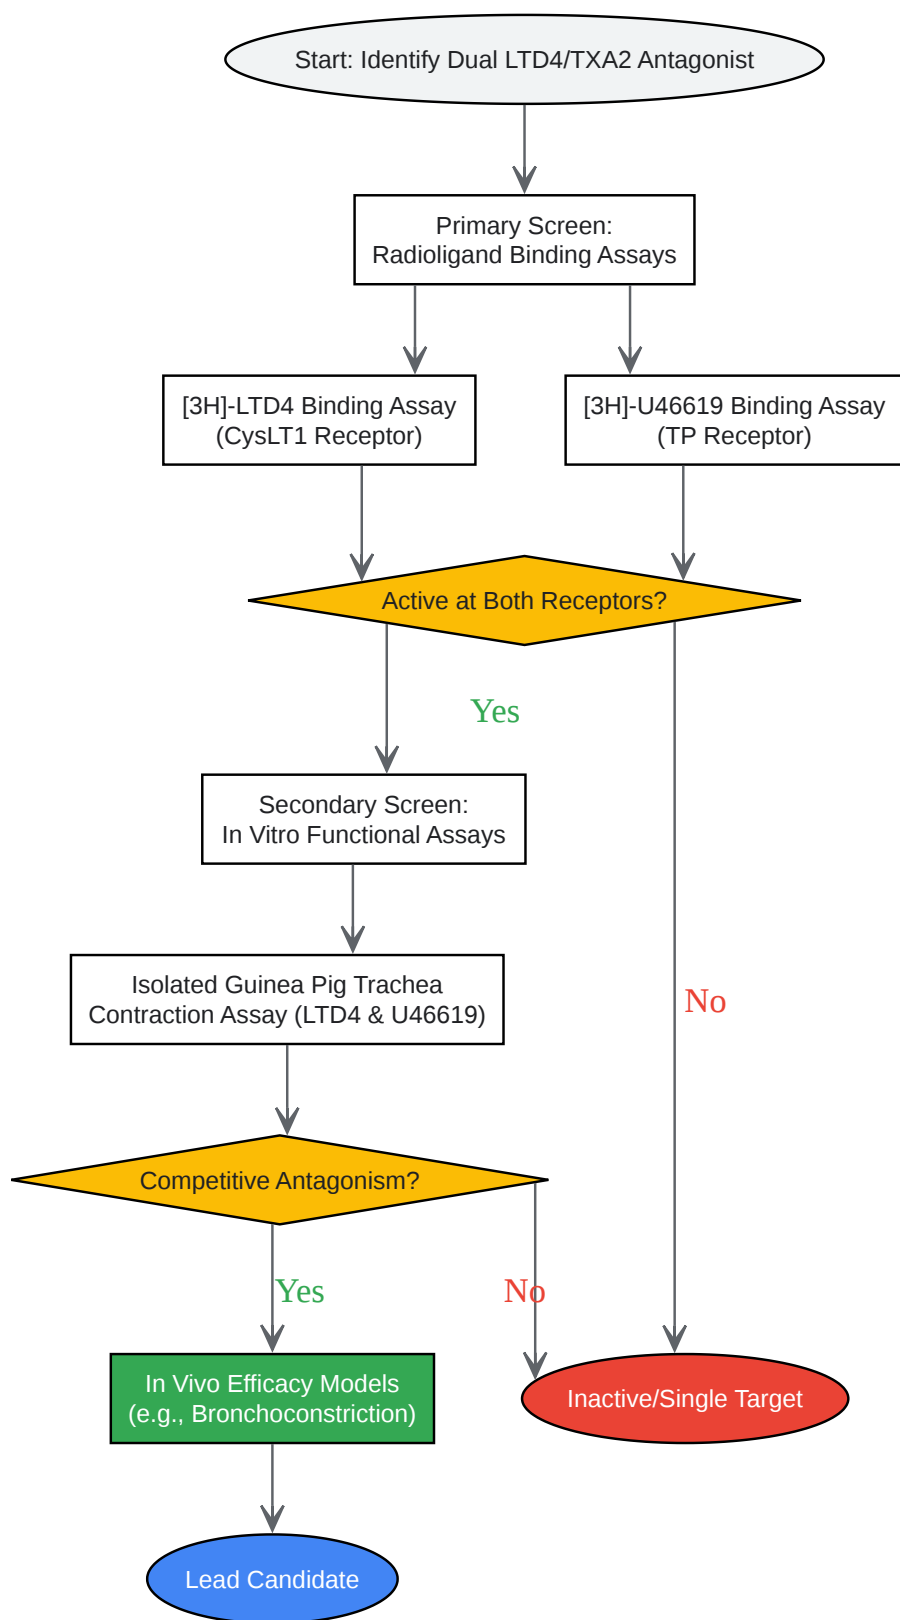 Start: Identify Dual LTD4/TXA2 Antagonist
Primary Screen:
Radioligand Binding Assays
[3H]-LTD4 Binding Assay
(CysLT1 Receptor)
[3H]-U46619 Binding Assay
(TP Receptor)
Active at Both Receptors?
Yes
Secondary Screen:
In Vitro Functional Assays
Isolated Guinea Pig Trachea
Contraction Assay (LTD4 & U46619)
No
Competitive Antagonism?
Yes
No
In Vivo Efficacy Models
(e.g., Bronchoconstriction)
Inactive/Single Target
Lead Candidate